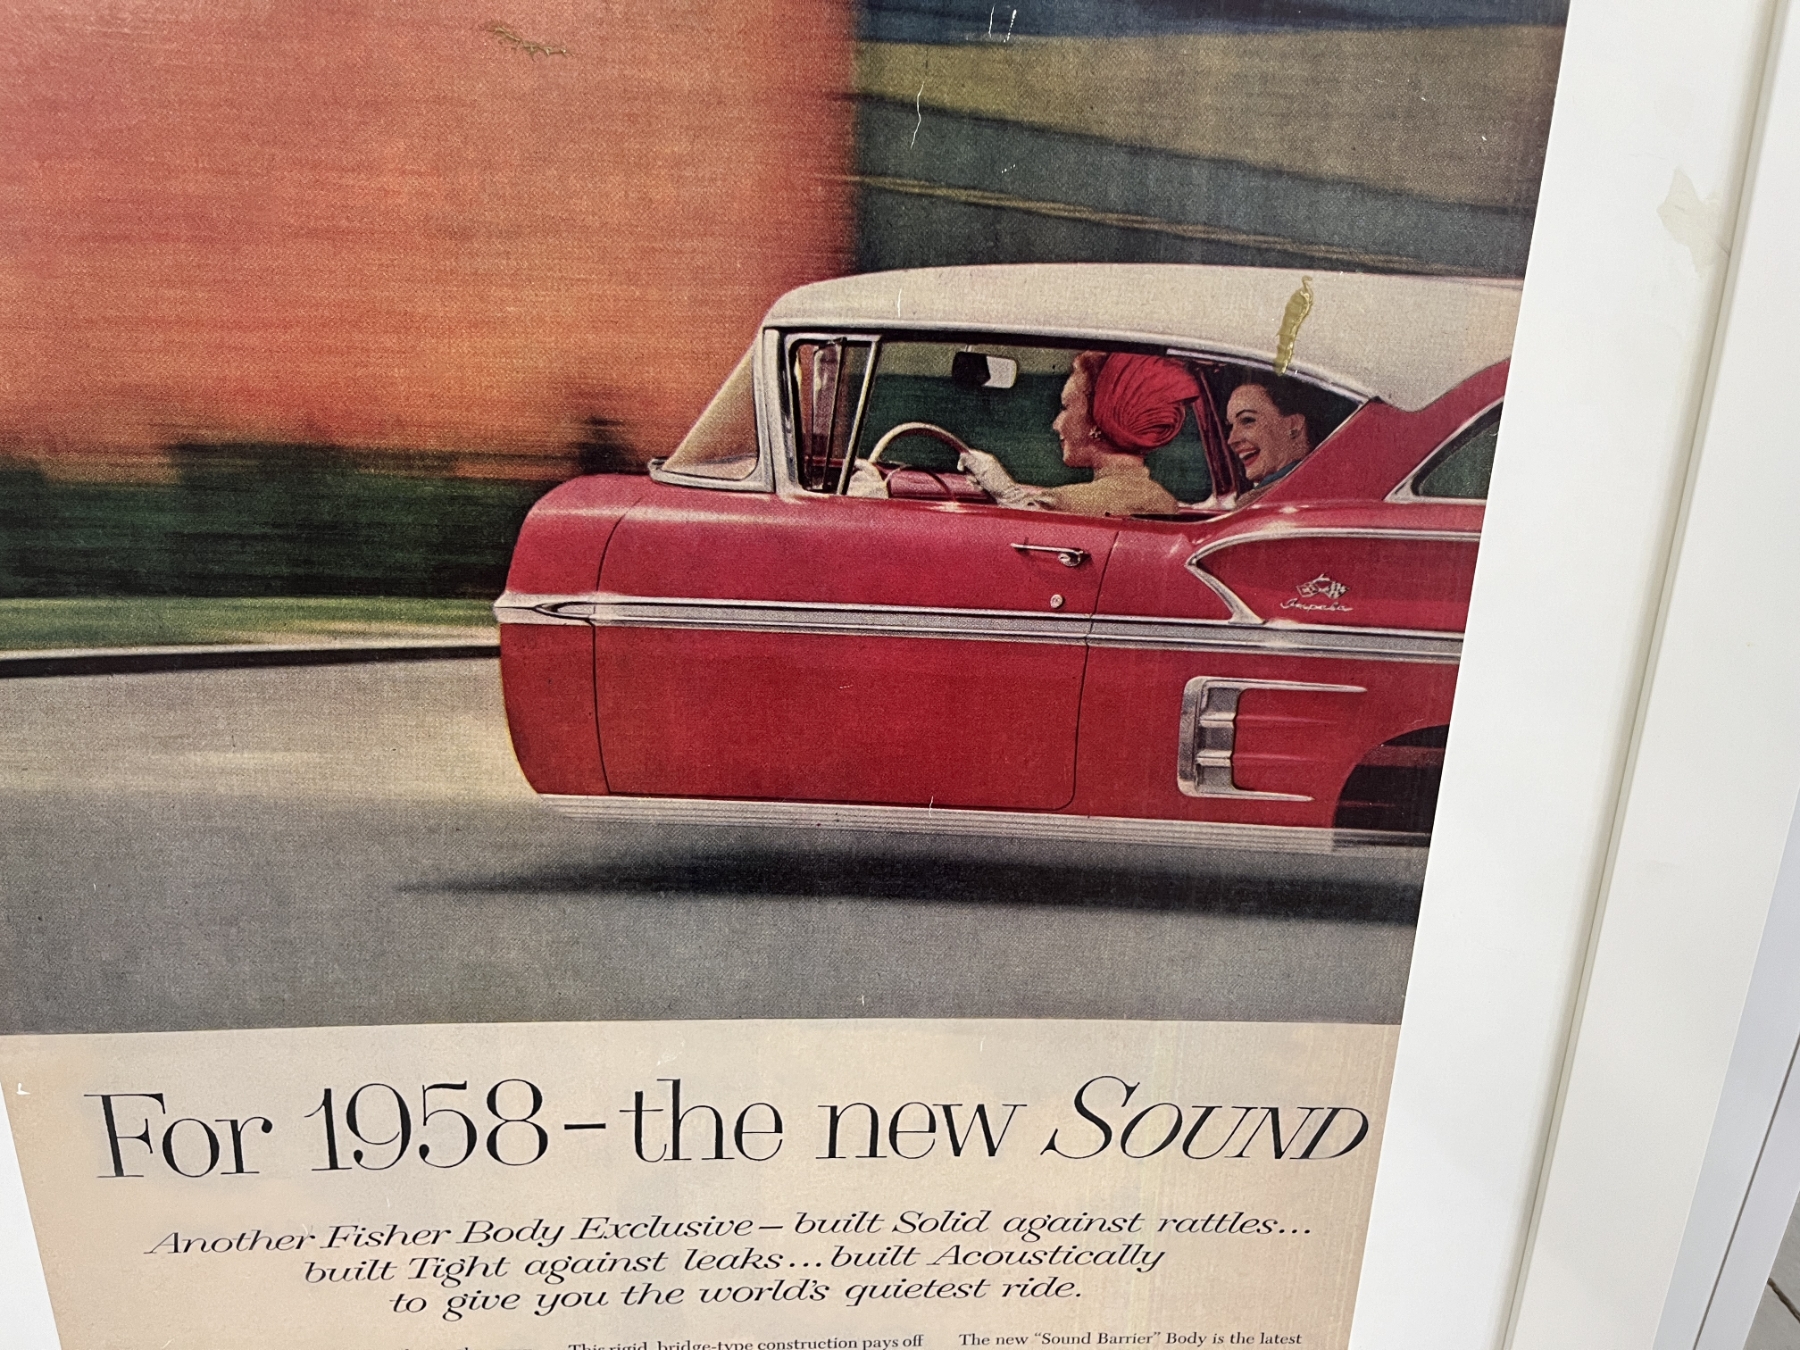 Impala
For 1958–the new SOUND
Another Fisher Body Exclusive–built Solid against rattles...
built Tight against leaks...built Acoustically
to give you the world's quietest ride.
This rigid, bridge-type construction pays off
The new "Sound Barrier" Body is the latest